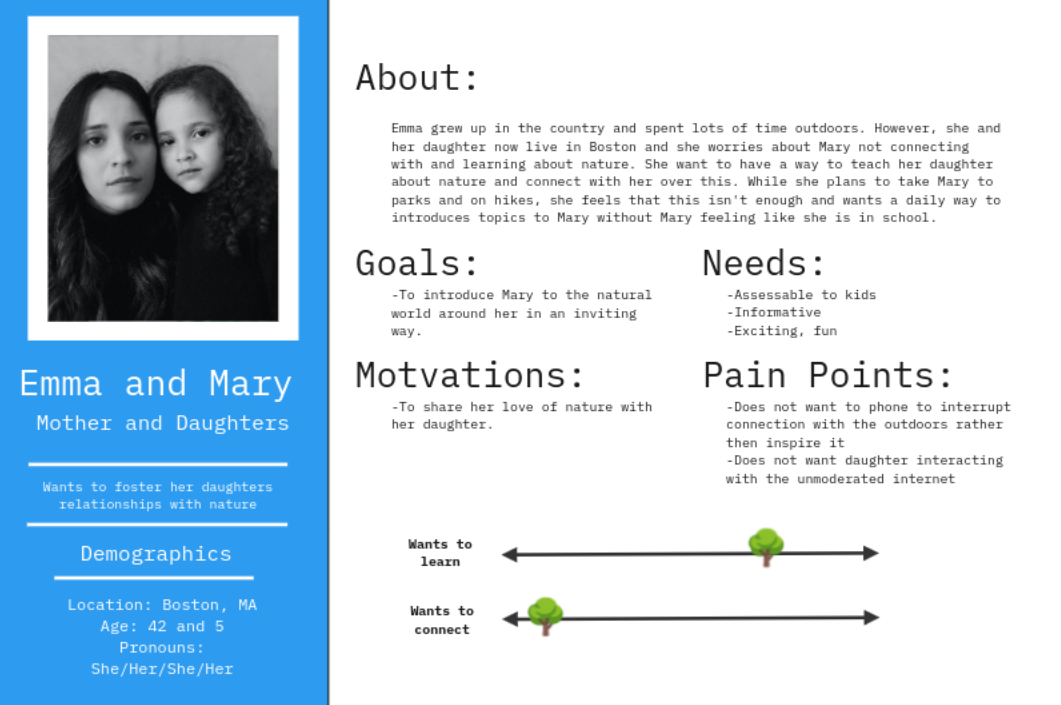 Emma and Mary
Mother and Daughters
Wants to foster her daughters
relationships with nature
Demographics
Location: Boston, MA
Age: 42 and 5
Pronouns:
She/Her/She/Her
About:
Emma grew up in the country and spent lots of time outdoors. However, she and
her daughter now live in Boston and she worries about Mary not connecting
with and learning about nature. She want to have a way to teach her daughter
about nature and connect with her over this. While she plans to take Mary to
parks and on hikes, she feels that this isn't enough and wants a daily way to
introduces topics to Mary without Mary feeling like she is in school.
Goals:
-To introduce Mary to the natural
world around her in an inviting
way.
Needs:
-Assessable to kids
-Informative
-Exciting, fun
Motvations:
-To share her love of nature with
her daughter.
Pain Points:
-Does not want to phone to interrupt
connection with the outdoors rather
then inspire it
-Does not want daughter interacting
with the unmoderated internet
Wants to
learn
Wants to
connect